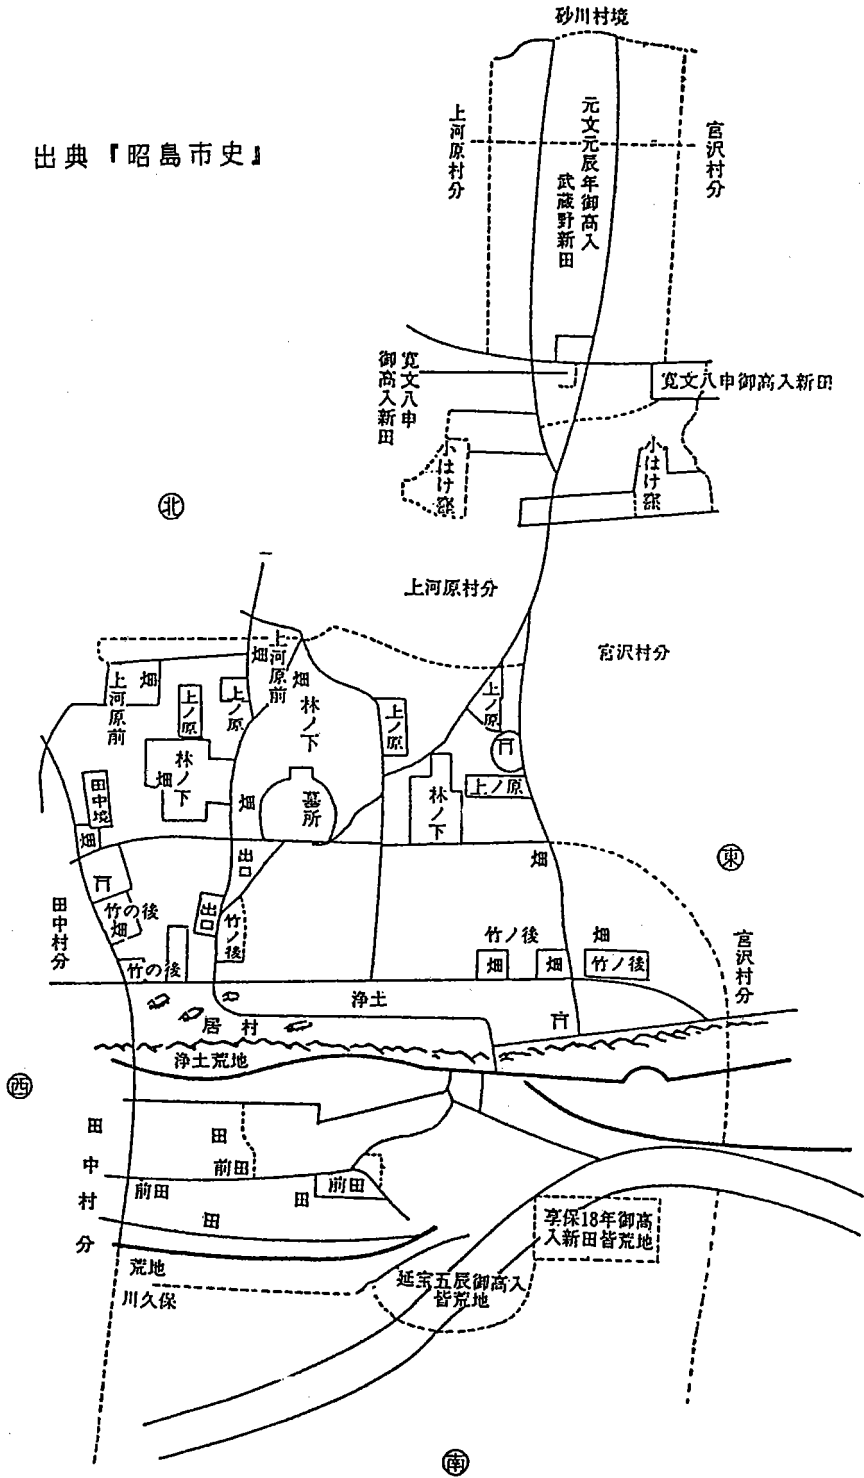 砂川村境
出典『昭島市史』
上河原村分
元文元辰年御高入
武蔵野新田
宮沢村分
寛文八申
御高入新田
寛文八申御高入新田
小はけ窪
小はけ窪
北
上河原村分
宮沢村分
上河原前
畑
上河原前
畑
畑
上ノ原
上ノ原
林ノ下
上ノ原
上ノ原
林ノ下
畑
田中境
畑
畑
墓所
林ノ下
上ノ原
出口
畑
東
田中村分
竹の後
畑
出口
竹ノ後
竹ノ後
畑
宮沢村分
竹の後
畑
畑
竹ノ後
浄土
居村
浄土荒地
西
田中村分
田
前田
前田
田
前田
田
享保18年御高
入新田皆荒地
荒地
延宝五辰御高入
皆荒地
川久保
南